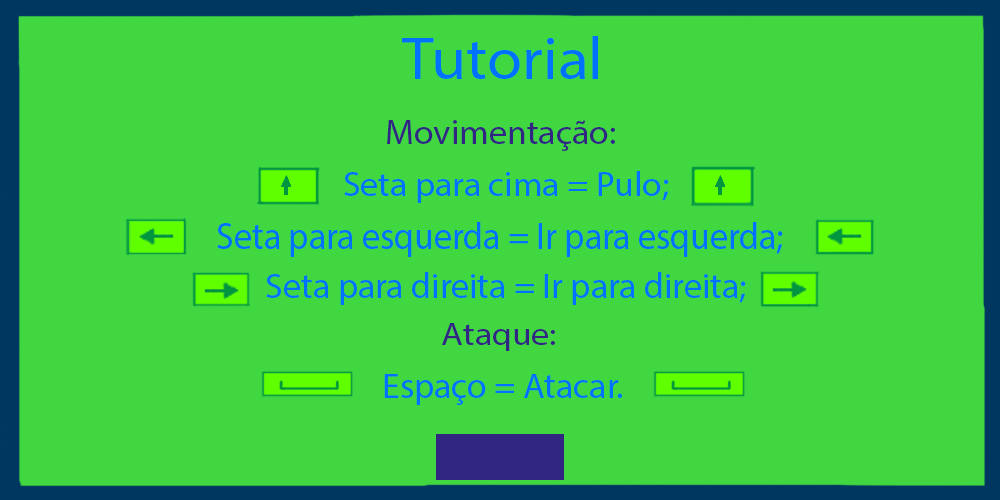 Tutorial
Movimentação:
Seta para cima = Pulo;
Seta para esquerda = Ir para esquerda;
Seta para direita = Ir para direita;
Ataque:
Espaço = Atacar.